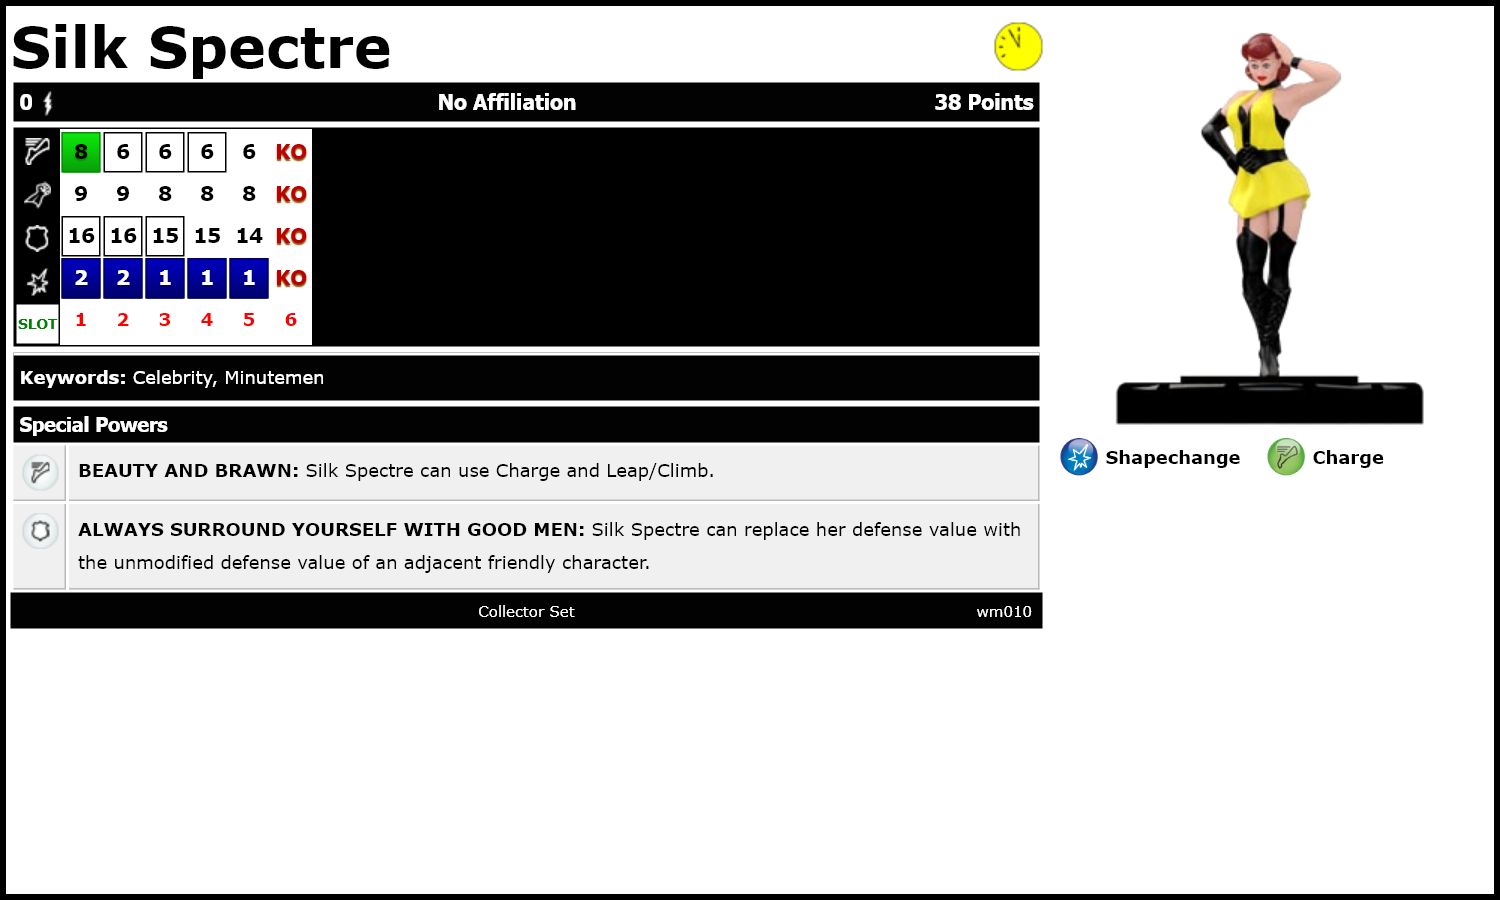 Silk Spectre
0 No Affiliation 38 Points
8 6 6 6 6 KO
9 9 8 8 8 KO
16 16 15 15 14 KO
2 2 1 1 1 KO
SLOT 1 2 3 4 5 6
Keywords: Celebrity, Minutemen
Special Powers
BEAUTY AND BRAWN: Silk Spectre can use Charge and Leap/Climb.
ALWAYS SURROUND YOURSELF WITH GOOD MEN: Silk Spectre can replace her defense value with
the unmodified defense value of an adjacent friendly character.
Collector Set wm010
Shapechange Charge